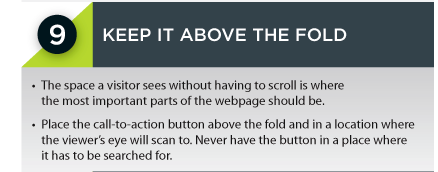 9
KEEP IT ABOVE THE FOLD
• The space a visitor sees without having to scroll is where
the most important parts of the webpage should be.
• Place the call-to-action button above the fold and in a location where
the viewer's eye will scan to. Never have the button in a place where
it has to be searched for.